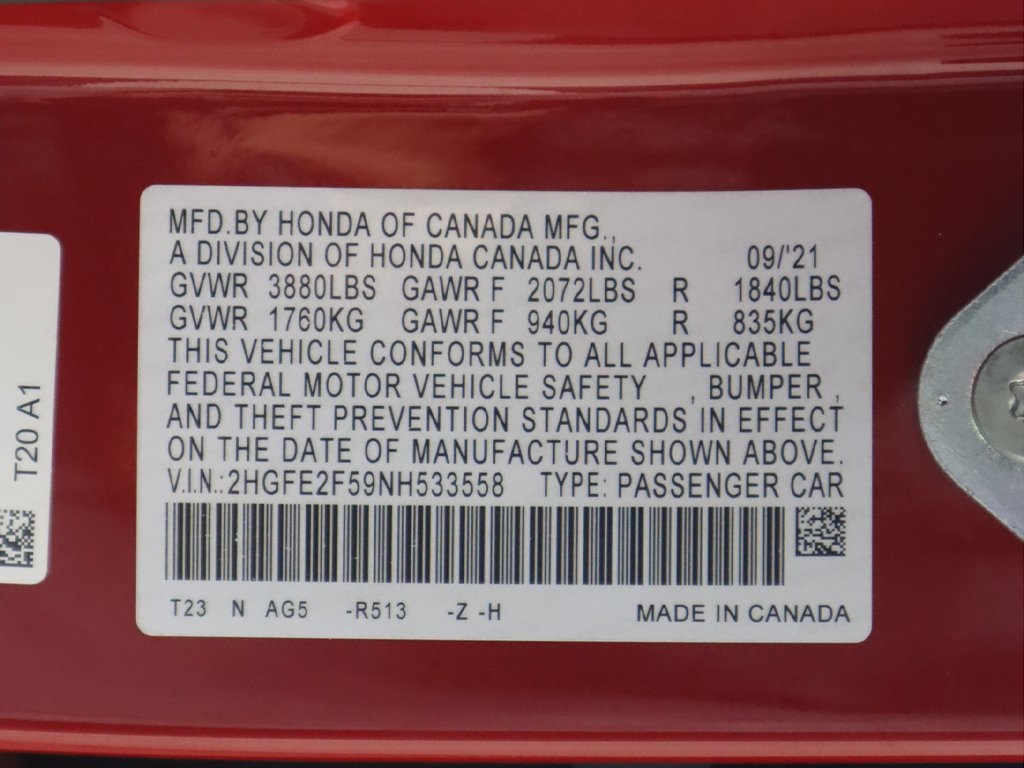 MFD.BY HONDA OF CANADA MFG.,
A DIVISION OF HONDA CANADA INC. 09/'21
GVWR 3880LBS GAWR F 2072LBS R 1840LBS
GVWR 1760KG GAWR F 940KG R 835KG
THIS VEHICLE CONFORMS TO ALL APPLICABLE
FEDERAL MOTOR VEHICLE SAFETY , BUMPER ,
AND THEFT PREVENTION STANDARDS IN EFFECT
ON THE DATE OF MANUFACTURE SHOWN ABOVE.
V.I.N.:2HGFE2F59NH533558 TYPE: PASSENGER CAR
T23 N AG5 -R513 -Z -H MADE IN CANADA
T20 A1